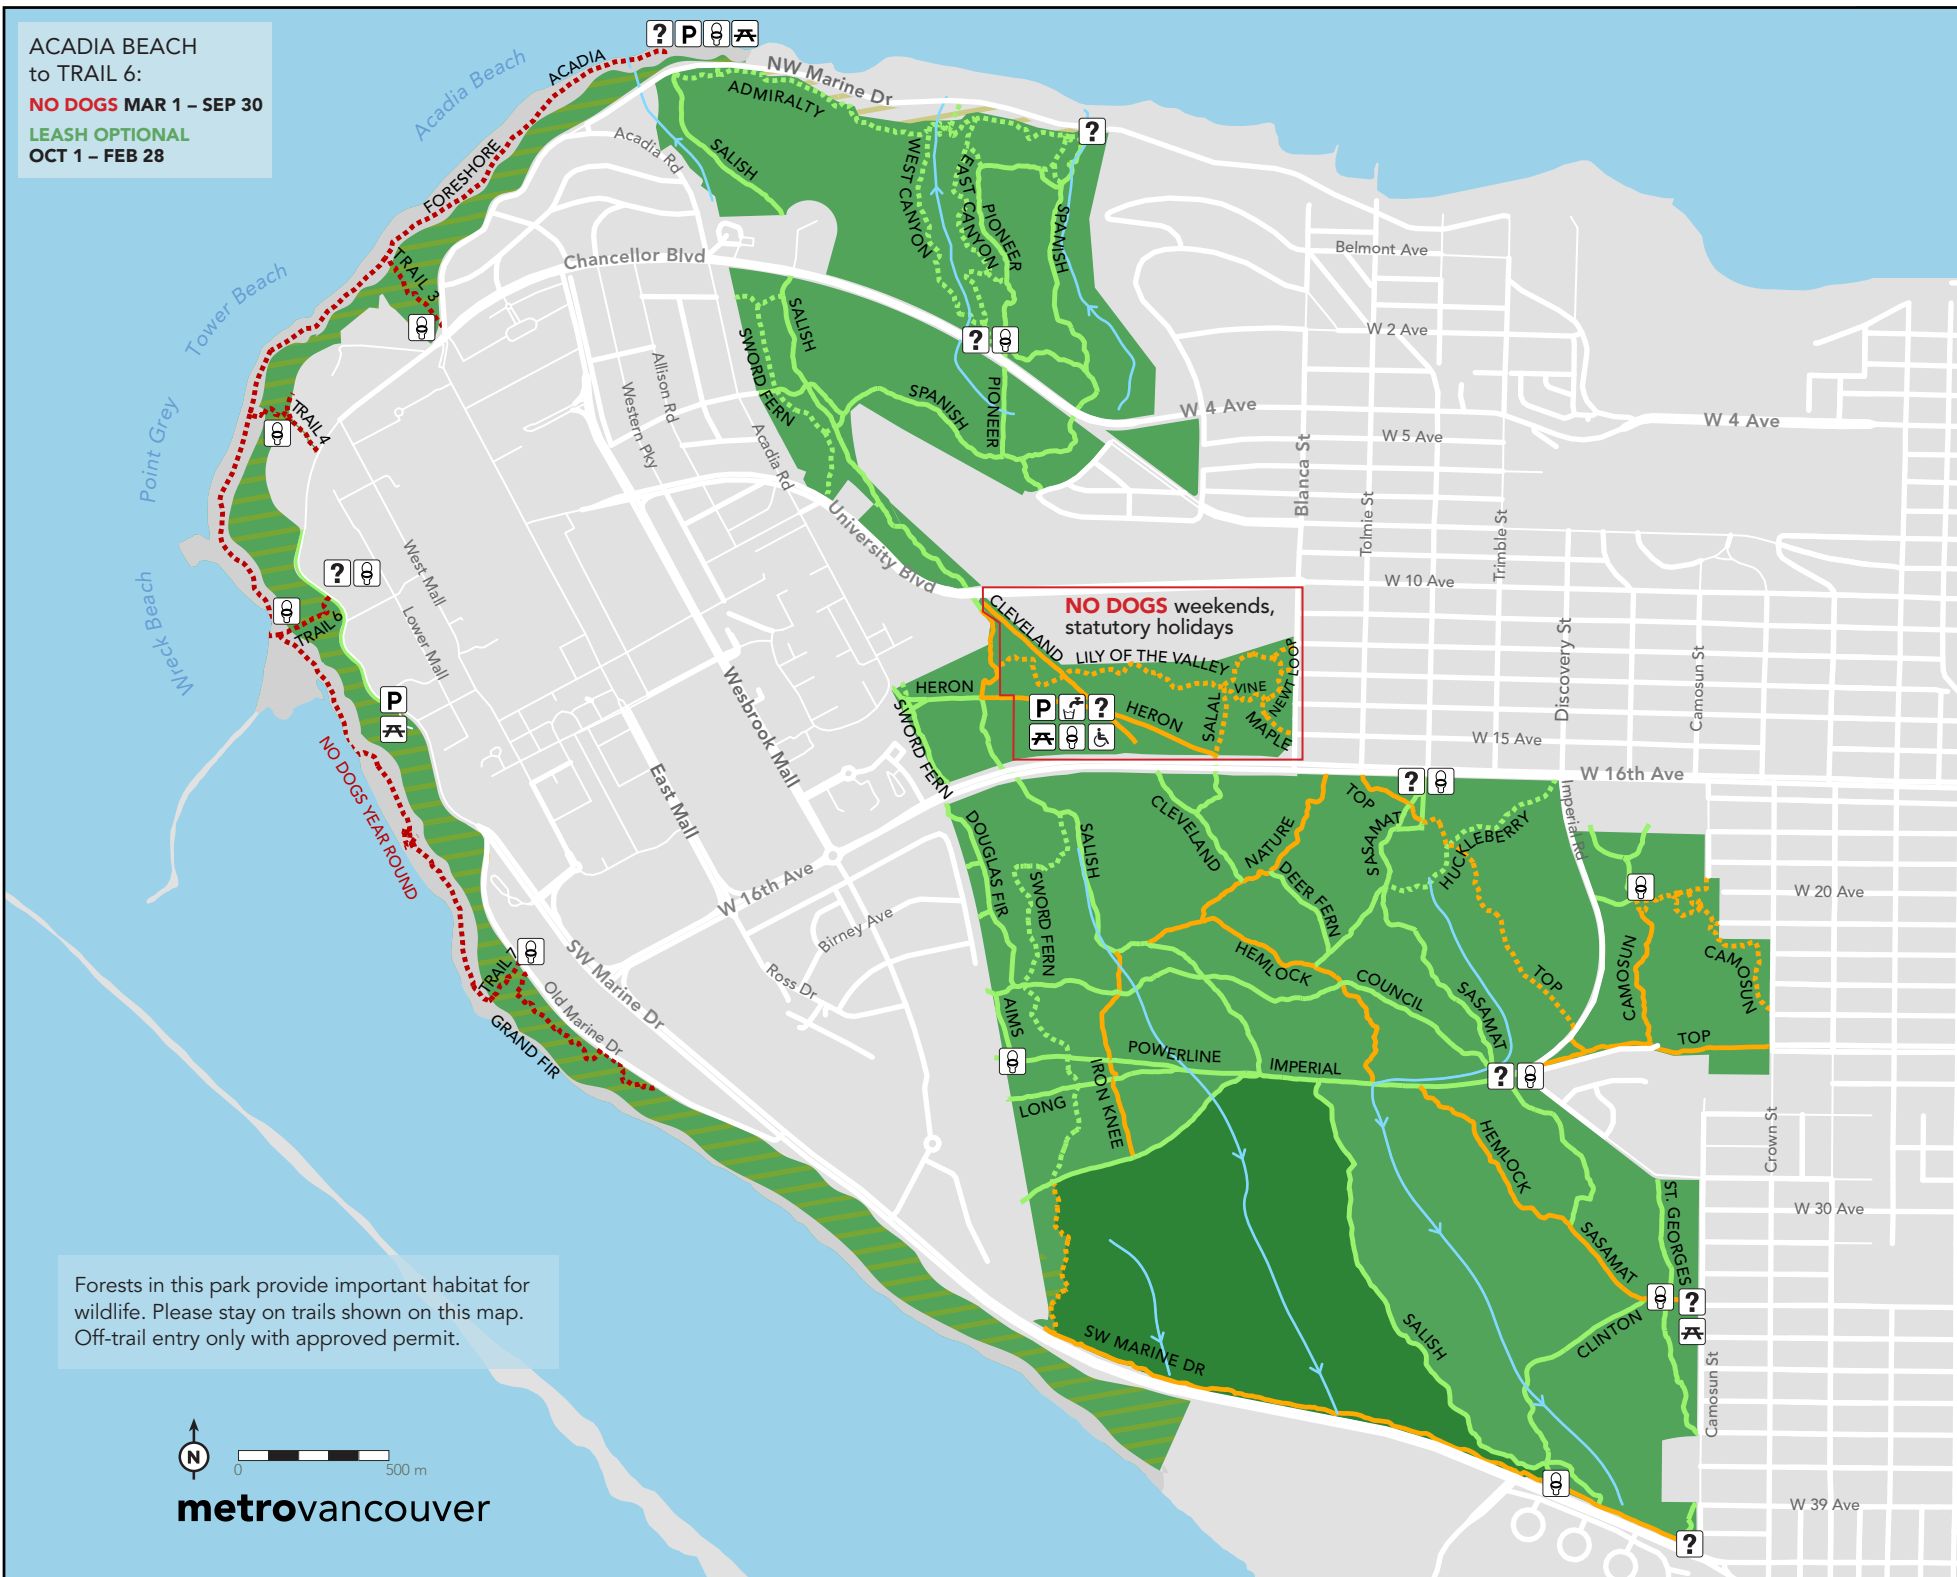 ACADIA BEACH
to TRAIL 6:
NO DOGS MAR 1 – SEP 30
LEASH OPTIONAL
OCT 1 – FEB 28
? P
Acadia Beach
ACADIA
FORESHORE
NW Marine Dr
ADMIRALTY
?
Acadia Rd
SALISH
WEST CANYON
EAST CANYON
PIONEER
SPANISH
Chancellor Blvd
Belmont Ave
TRAIL 3
Tower Beach
W 2 Ave
?
SALISH
SWORD FERN
Allison Rd
Western Pky
Acadia Rd
SPANISH
PIONEER
W 4 Ave
W 4 Ave
W 5 Ave
Point Grey
TRAIL 4
Blanca St
Tolmie St
Trimble St
University Blvd
West Mall
?
W 10 Ave
Wreck Beach
TRAIL 6
Lower Mall
NO DOGS weekends,
statutory holidays
CLEVELAND
LILY OF THE VALLEY
NEWT LOOP
VINE
HERON
SALAL
MAPLE
HERON
P ?
SWORD FERN
Discovery St
Camosun St
P
Wesbrook Mall
W 15 Ave
W 16th Ave
NO DOGS YEAR ROUND
East Mall
?
TOP
Imperial Rd
CLEVELAND
NATURE
SASAMAT
HUCKLEBERRY
DOUGLAS FIR
SALISH
SWORD FERN
DEER FERN
W 16th Ave
W 20 Ave
Birney Ave
SW Marine Dr
HEMLOCK
COUNCIL
SASAMAT
TOP
CAMOSUN
CAMOSUN
Ross Dr
TRAIL 7
Old Marine Dr
GRAND FIR
AIMS
POWERLINE
IMPERIAL
TOP
?
IRON KNEE
LONG
HEMLOCK
Crown St
W 30 Ave
ST. GEORGES
SASAMAT
?
CLINTON
SALISH
SW MARINE DR
Camosun St
W 39 Ave
?
Forests in this park provide important habitat for
wildlife. Please stay on trails shown on this map.
Off-trail entry only with approved permit.
N
0 500 m
metrovancouver